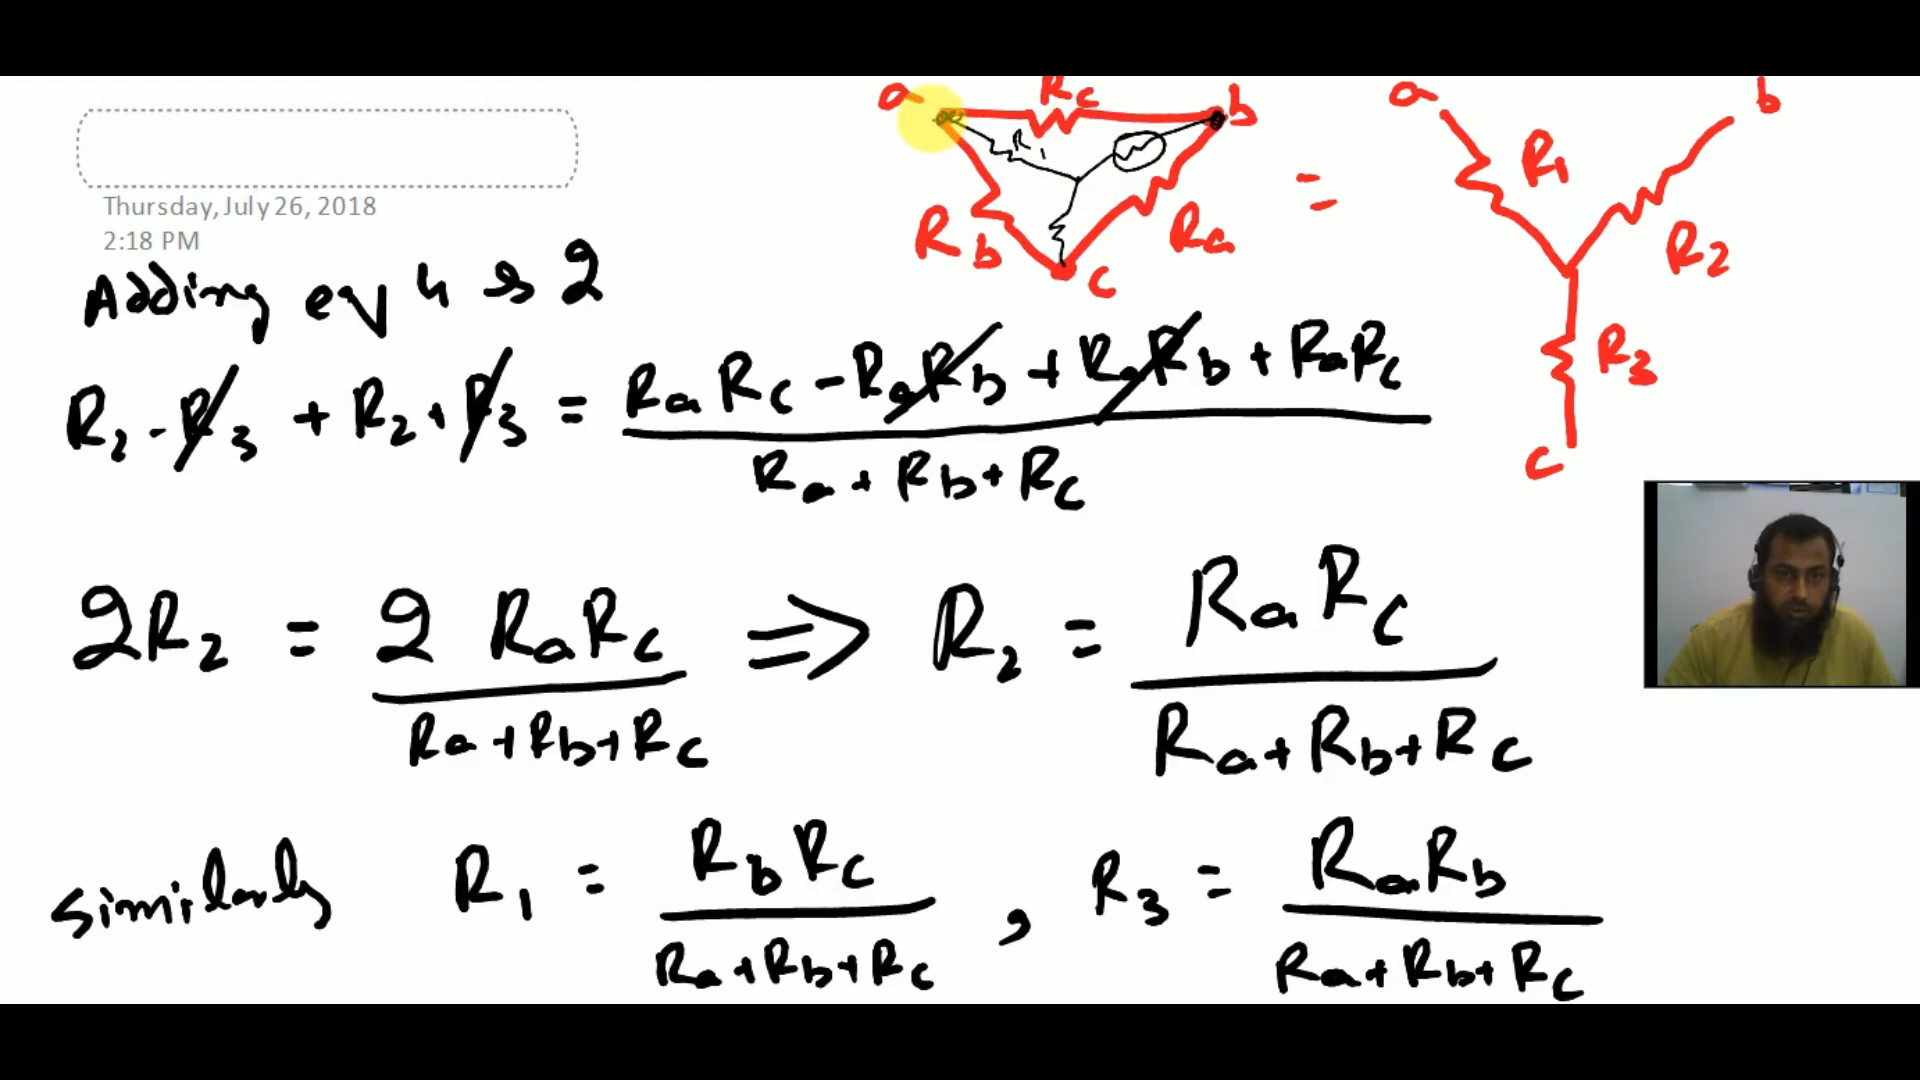 a Rc b a b
R1 R1
Rb Ra = R2
c
Thursday, July 26, 2018
2:18 PM
Adding eq 4 & 2
R2 - R3 + R2 + R3 = RaRc - RaRb + RaRb + RaRc
Ra + Rb + Rc
R3
c
2R2 = 2 RaRc ⇒ R2 = RaRc
Ra + Rb + Rc Ra + Rb + Rc
Similarly R1 = RbRc , R3 = RaRb
Ra + Rb + Rc Ra + Rb + Rc